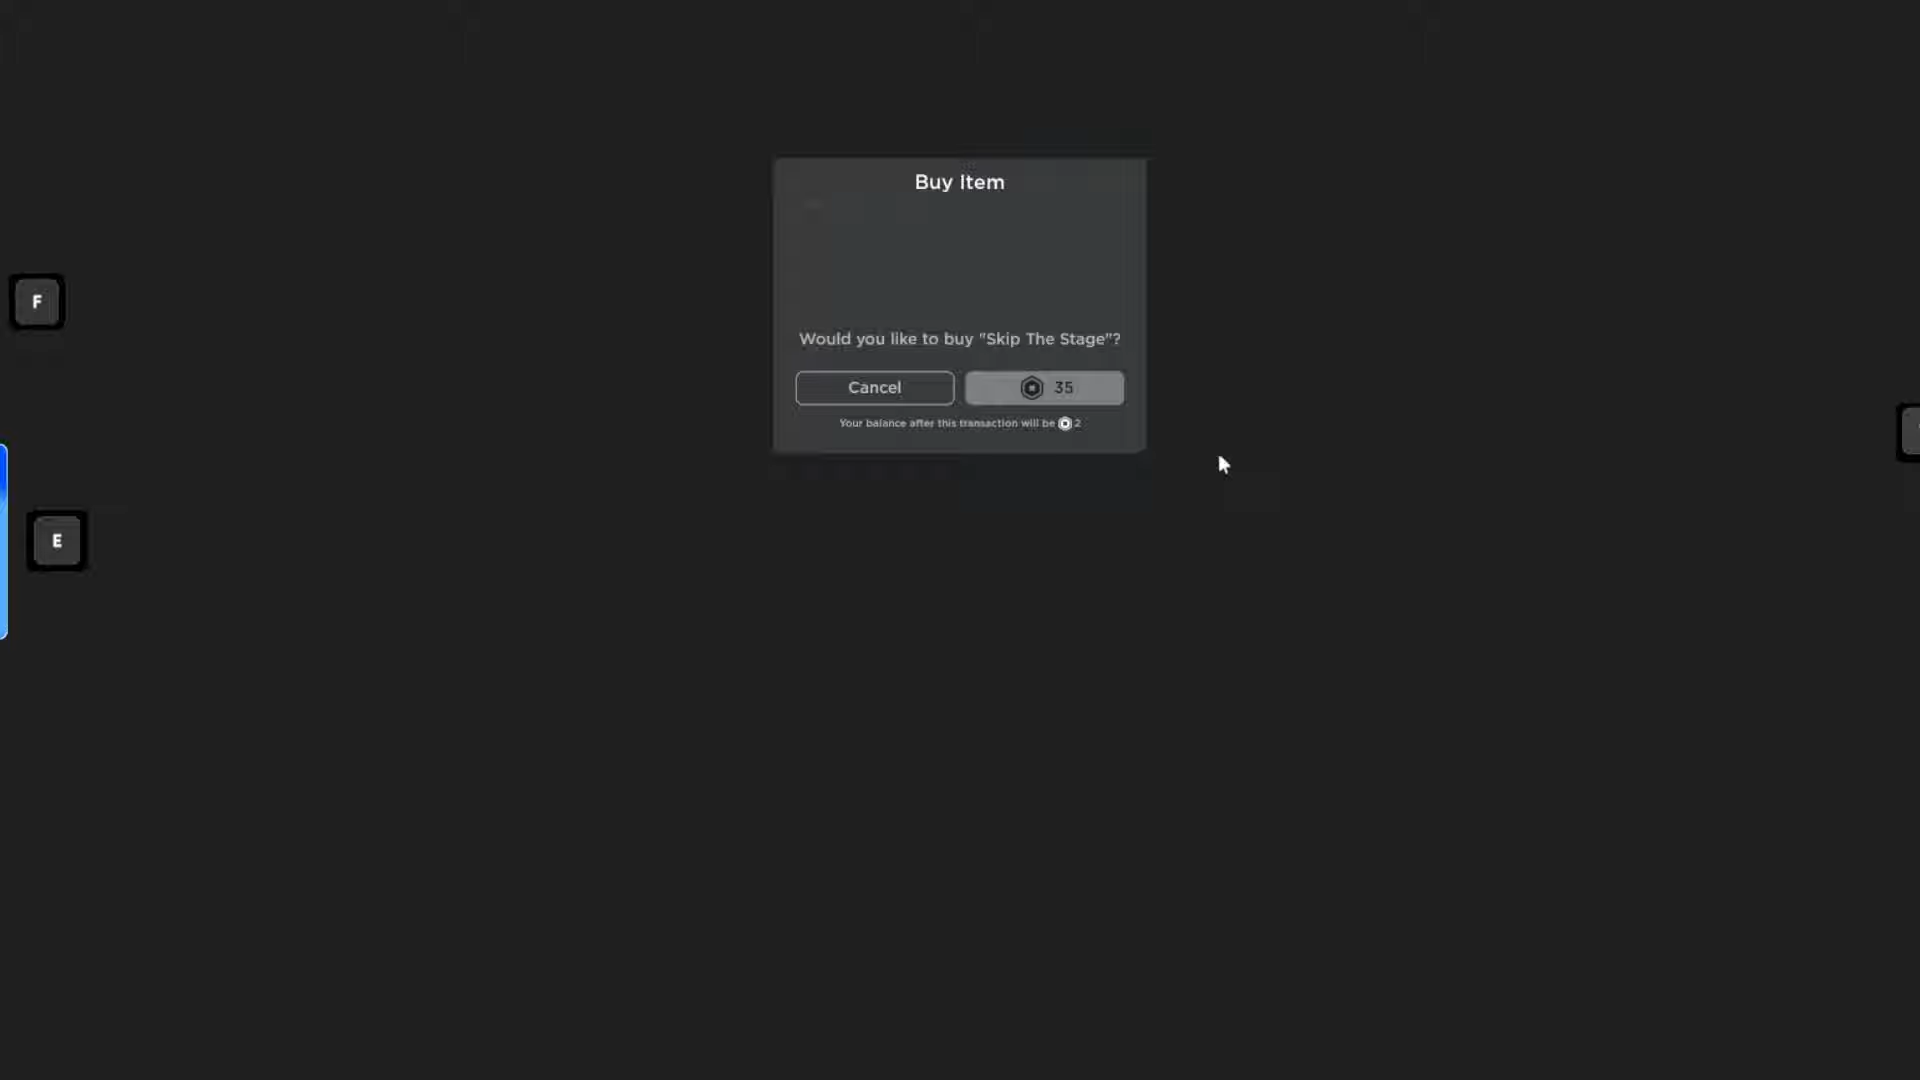 Buy Item
F
Would you like to buy "Skip The Stage"?
Cancel
35
Your balance after this transaction will be 2
E